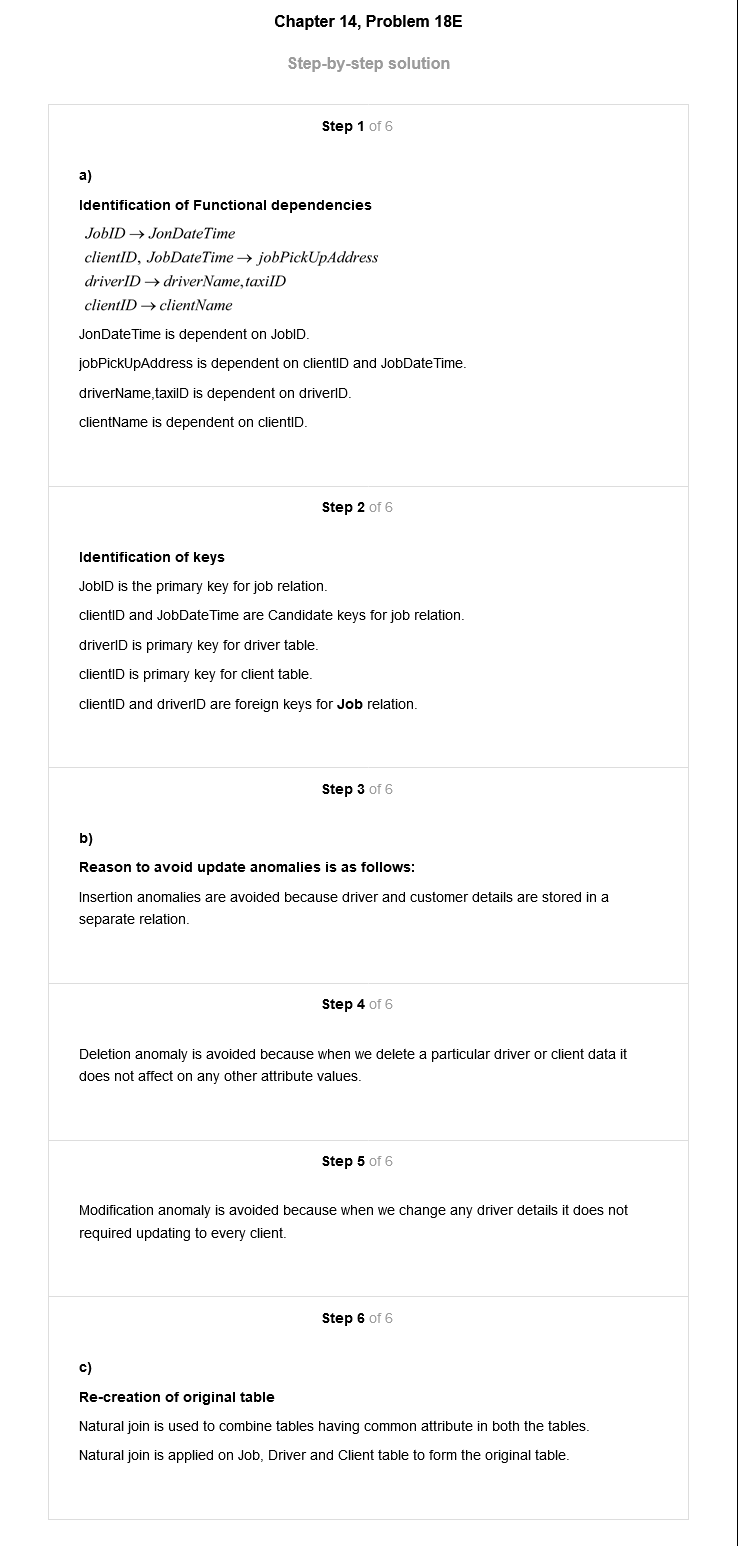 Chapter 14, Problem 18E
Step-by-step solution
Step 1 of 6
a)
Identification of Functional dependencies
JobID → JonDateTime
clientID, JobDateTime → jobPickUpAddress
driverID → driverName,taxiID
clientID → clientName
JonDateTime is dependent on JobID.
jobPickUpAddress is dependent on clientID and JobDateTime.
driverName,taxiID is dependent on driverID.
clientName is dependent on clientID.
Step 2 of 6
Identification of keys
JobID is the primary key for job relation.
clientID and JobDateTime are Candidate keys for job relation.
driverID is primary key for driver table.
clientID is primary key for client table.
clientID and driverID are foreign keys for Job relation.
Step 3 of 6
b)
Reason to avoid update anomalies is as follows:
Insertion anomalies are avoided because driver and customer details are stored in a
separate relation.
Step 4 of 6
Deletion anomaly is avoided because when we delete a particular driver or client data it
does not affect on any other attribute values.
Step 5 of 6
Modification anomaly is avoided because when we change any driver details it does not
required updating to every client.
Step 6 of 6
c)
Re-creation of original table
Natural join is used to combine tables having common attribute in both the tables.
Natural join is applied on Job, Driver and Client table to form the original table.